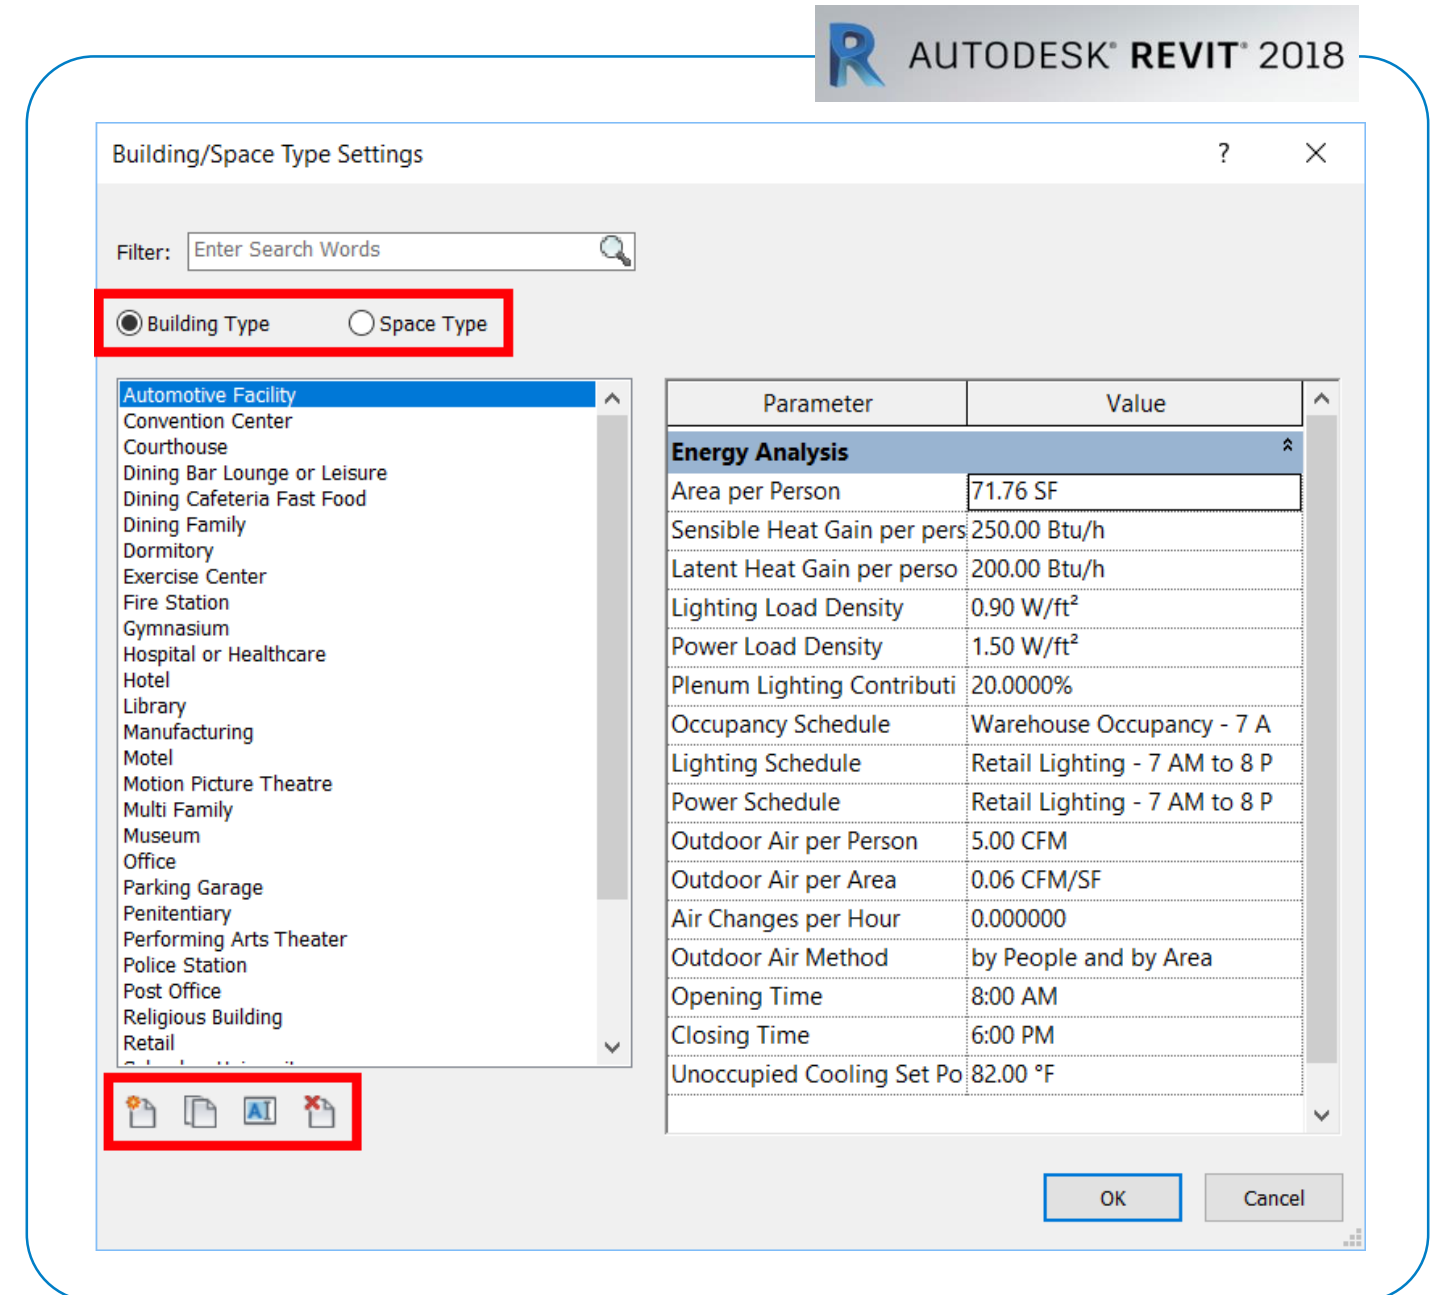 AUTODESK® REVIT® 2018
Building/Space Type Settings ?
Filter: Enter Search Words
Building Type Space Type
Automotive Facility
Convention Center
Courthouse
Dining Bar Lounge or Leisure
Dining Cafeteria Fast Food
Dining Family
Dormitory
Exercise Center
Fire Station
Gymnasium
Hospital or Healthcare
Hotel
Library
Manufacturing
Motel
Motion Picture Theatre
Multi Family
Museum
Office
Parking Garage
Penitentiary
Performing Arts Theater
Police Station
Post Office
Religious Building
Retail
Parameter Value
Energy Analysis
Area per Person 71.76 SF
Sensible Heat Gain per pers 250.00 Btu/h
Latent Heat Gain per perso 200.00 Btu/h
Lighting Load Density 0.90 W/ft²
Power Load Density 1.50 W/ft²
Plenum Lighting Contributi 20.0000%
Occupancy Schedule Warehouse Occupancy - 7 A
Lighting Schedule Retail Lighting - 7 AM to 8 P
Power Schedule Retail Lighting - 7 AM to 8 P
Outdoor Air per Person 5.00 CFM
Outdoor Air per Area 0.06 CFM/SF
Air Changes per Hour 0.000000
Outdoor Air Method by People and by Area
Opening Time 8:00 AM
Closing Time 6:00 PM
Unoccupied Cooling Set Po 82.00 °F
AI
OK Cancel